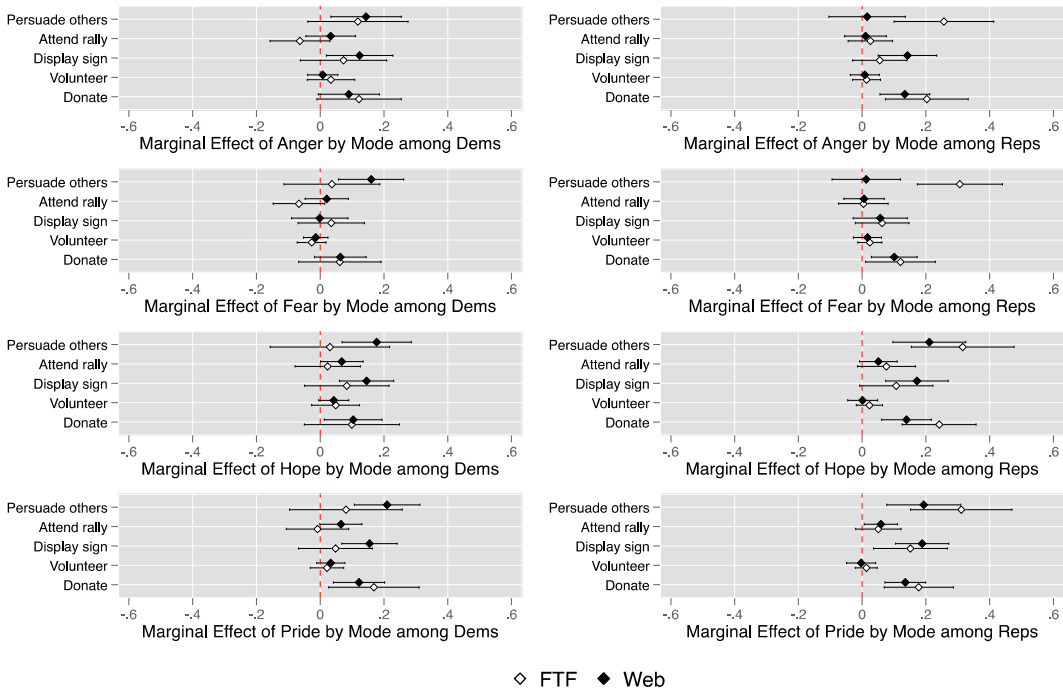 Persuade others
Attend rally
Display sign
Volunteer
Donate
-.6 -.4 -.2 0 .2 .4 .6
Marginal Effect of Anger by Mode among Dems
Persuade others
Attend rally
Display sign
Volunteer
Donate
-.6 -.4 -.2 0 .2 .4 .6
Marginal Effect of Anger by Mode among Reps
Persuade others
Attend rally
Display sign
Volunteer
Donate
-.6 -.4 -.2 0 .2 .4 .6
Marginal Effect of Fear by Mode among Dems
Persuade others
Attend rally
Display sign
Volunteer
Donate
-.6 -.4 -.2 0 .2 .4 .6
Marginal Effect of Fear by Mode among Reps
Persuade others
Attend rally
Display sign
Volunteer
Donate
-.6 -.4 -.2 0 .2 .4 .6
Marginal Effect of Hope by Mode among Dems
Persuade others
Attend rally
Display sign
Volunteer
Donate
-.6 -.4 -.2 0 .2 .4 .6
Marginal Effect of Hope by Mode among Reps
Persuade others
Attend rally
Display sign
Volunteer
Donate
-.6 -.4 -.2 0 .2 .4 .6
Marginal Effect of Pride by Mode among Dems
Persuade others
Attend rally
Display sign
Volunteer
Donate
-.6 -.4 -.2 0 .2 .4 .6
Marginal Effect of Pride by Mode among Reps
FTF Web